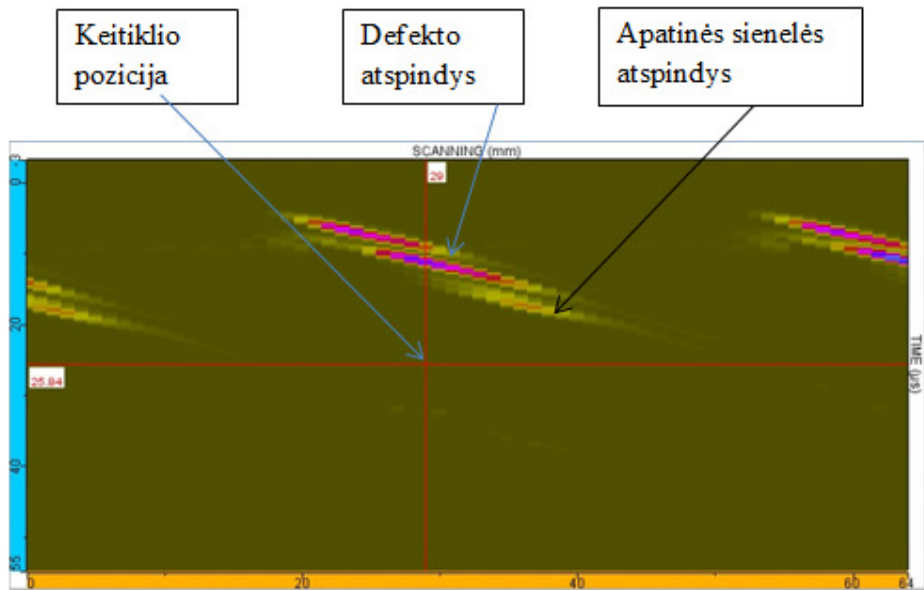 Keitiklio
pozicija
Defekto
atspindys
Apatinės sienelės
atspindys
SCANNING (mm)
-3
0
29
20
25.84
TIME (µs)
40
55
0
20
40
60
64